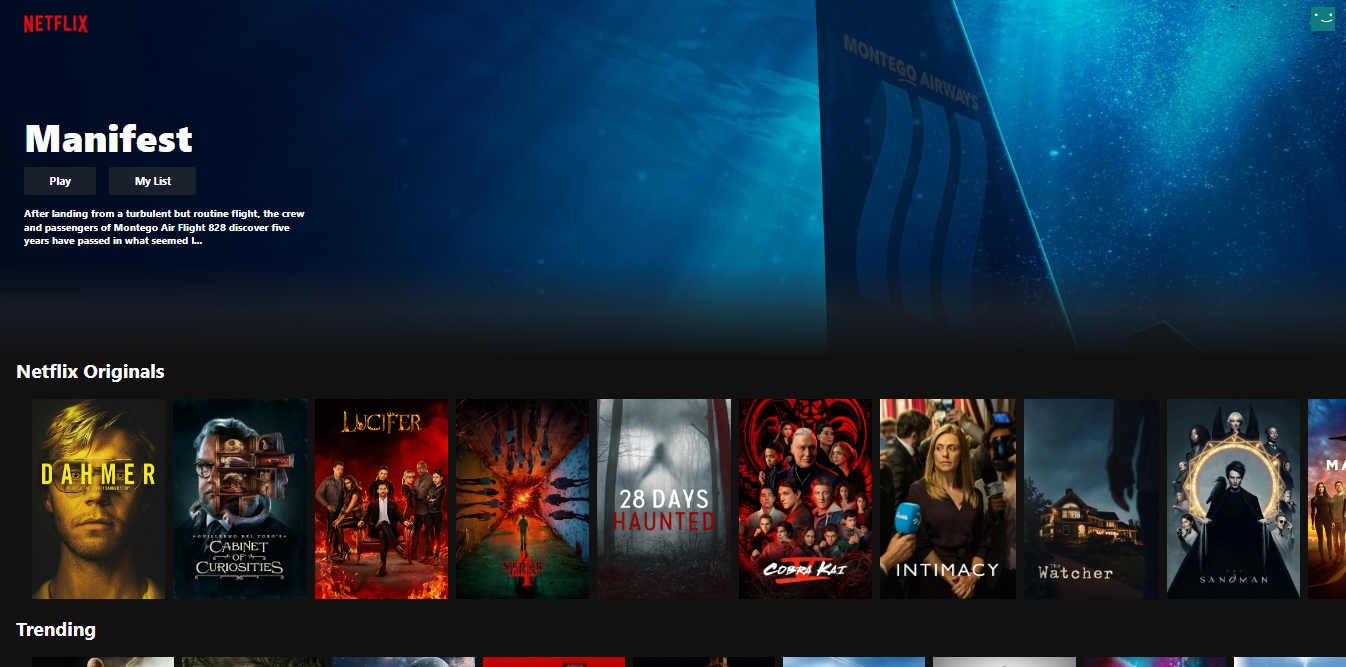 NETFLIX
MONTEGO AIRWAYS
Manifest
Play
My List
After landing from a turbulent but routine flight, the crew
and passengers of Montego Air Flight 828 discover five
years have passed in what seemed l...
Netflix Originals
DAHMER
LUCIFER
GUILLERMO DEL TORO'S
CABINET
OF
CURIOSITIES
STRANGER
THINGS
4
28 DAYS
HAUNTED
COBRA KAI
INTIMACY
The
Watcher
THE
SANDMAN
MA
Trending